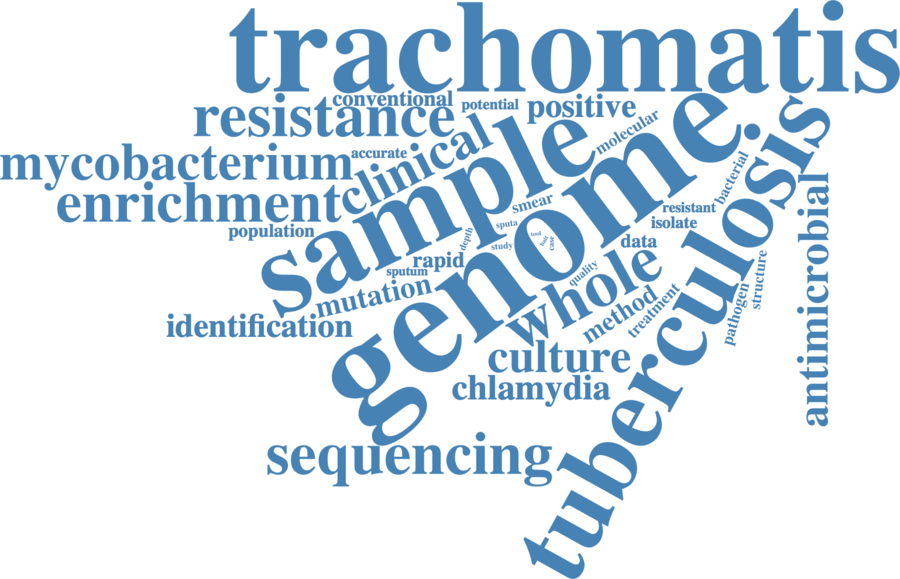 trachomatis
conventional
potential
positive
resistance
molecular
mycobacterium
accurate
clinical
sample
genome
tuberculosis
bacterial
enrichment
smear
resistant
antimicrobial
population
sputa
isolate
depth
study
tool
case
data
rapid
sputum
quality
whole
structure
mutation
method
treatment
pathogen
identification
culture
chlamydia
sequencing